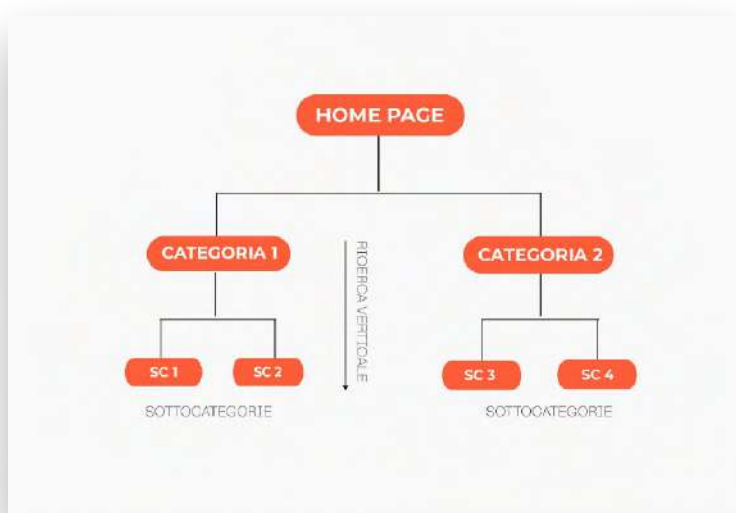 HOME PAGE
CATEGORIA 1
CATEGORIA 2
RICERCA VERTICALE
SC 1
SC 2
SC 3
SC 4
SOTTOCATEGORIE
SOTTOCATEGORIE